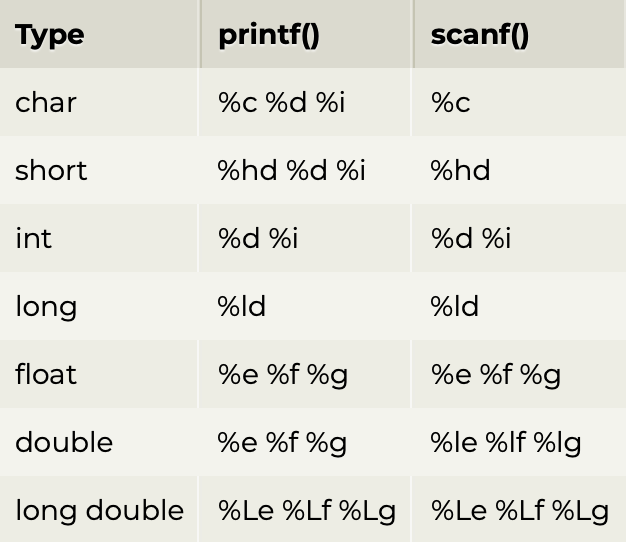 Type printf() scanf()
char %c %d %i %c
short %hd %d %i %hd
int %d %i %d %i
long %ld %ld
float %e %f %g %e %f %g
double %e %f %g %le %lf %lg
long double %Le %Lf %Lg %Le %Lf %Lg